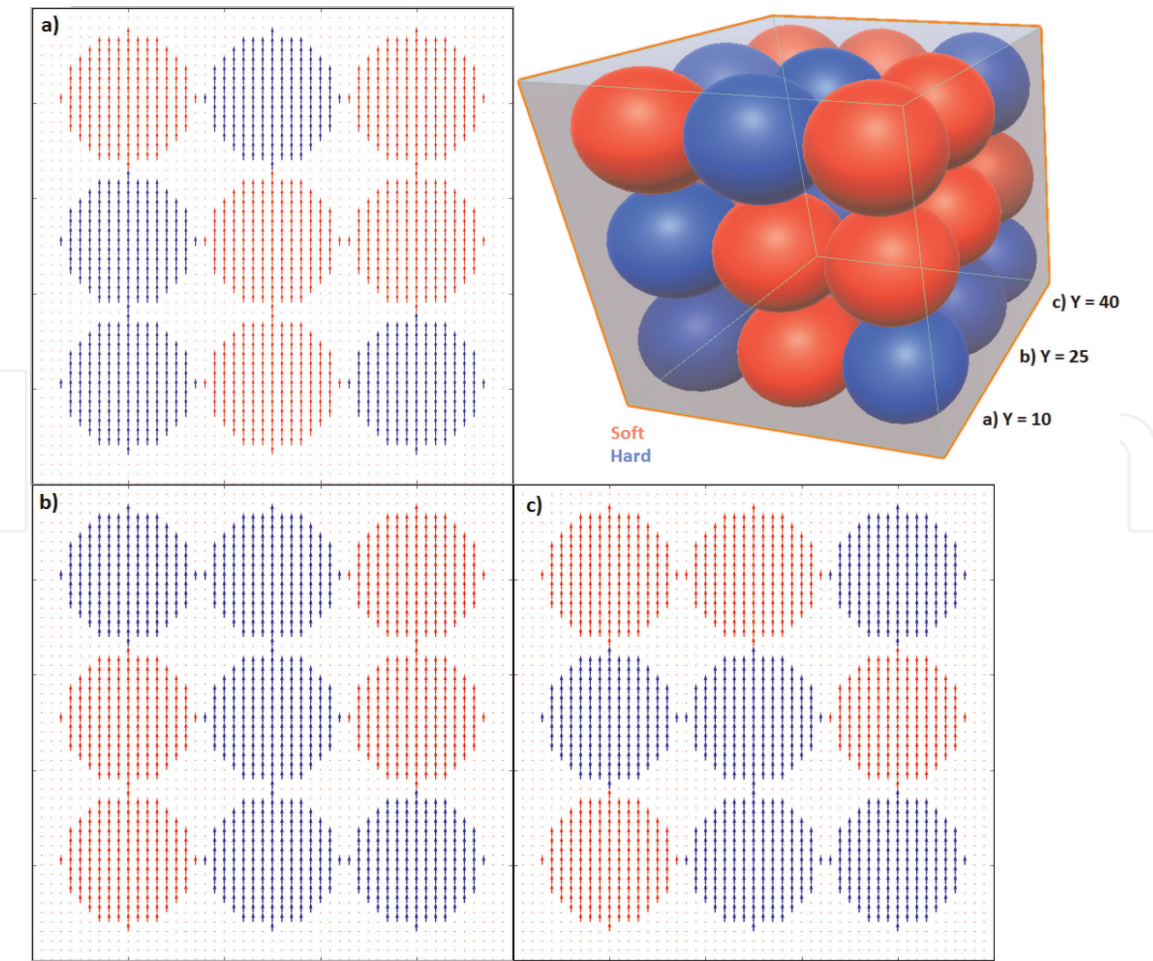 a)
c) Y = 40
b) Y = 25
a) Y = 10
Soft
Hard
b)
c)